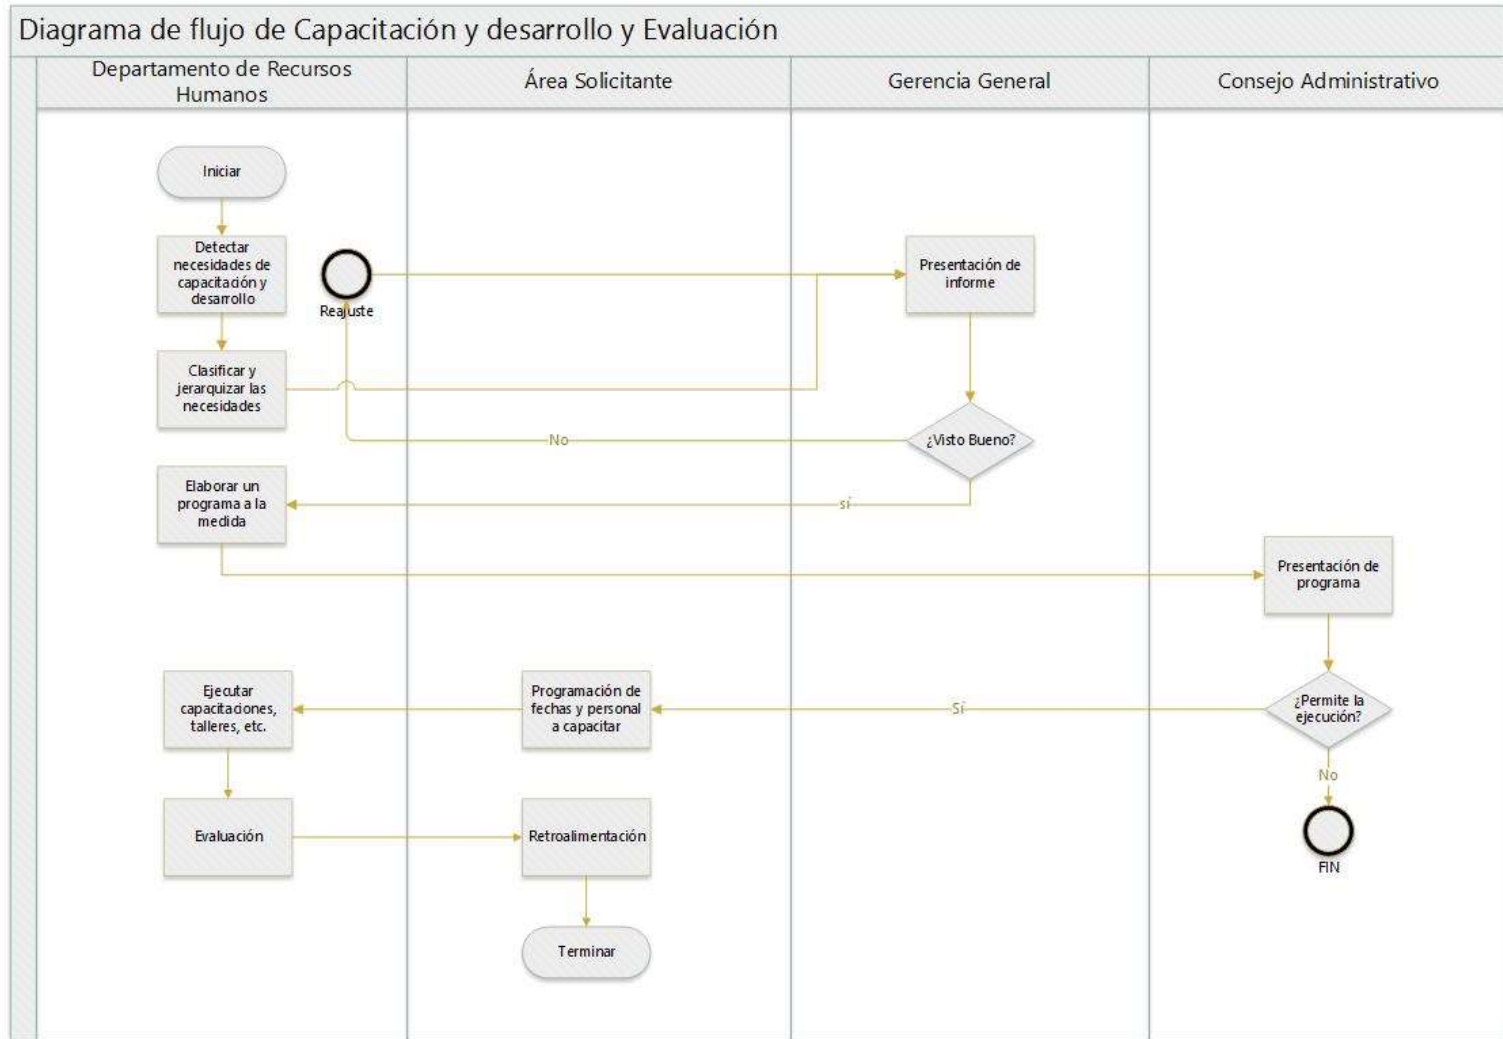 Diagrama de flujo de Capacitación y desarrollo y Evaluación
Departamento de Recursos
Humanos
Área Solicitante
Gerencia General
Consejo Administrativo
Iniciar
Detectar
necesidades de
capacitación y
desarrollo
Reajuste
Presentación de
informe
Clasificar y
jerarquizar las
necesidades
No
¿Visto Bueno?
Elaborar un
programa a la
medida
sí
Presentación de
programa
Ejecutar
capacitaciones,
talleres, etc.
Programación de
fechas y personal
a capacitar
Sí
¿Permite la
ejecución?
No
Evaluación
Retroalimentación
FIN
Terminar